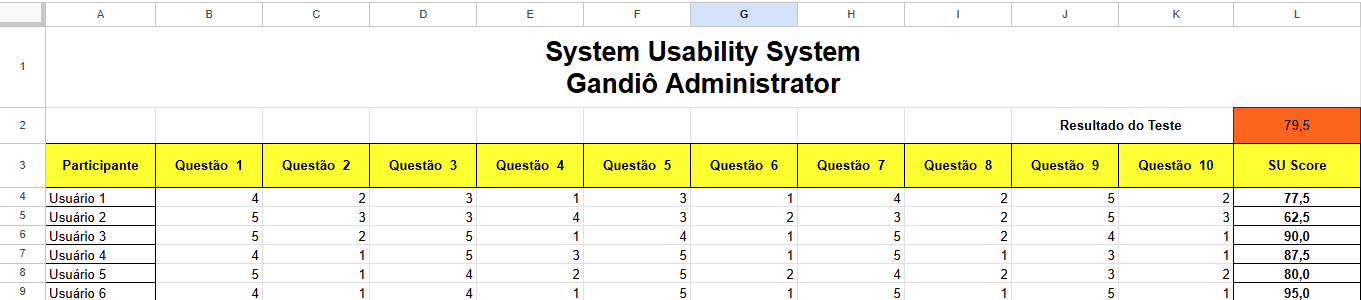 A B C D E F G H I J K L
1 System Usability System
Gandiô Administrator
2 Resultado do Teste 79,5
3 Participante Questão 1 Questão 2 Questão 3 Questão 4 Questão 5 Questão 6 Questão 7 Questão 8 Questão 9 Questão 10 SU Score
4 Usuário 1 4 2 3 1 3 1 4 2 5 2 77,5
5 Usuário 2 5 3 3 4 3 2 3 2 5 3 62,5
6 Usuário 3 5 2 5 1 4 1 5 2 4 1 90,0
7 Usuário 4 4 1 5 3 5 1 5 1 3 1 87,5
8 Usuário 5 5 1 4 2 5 2 4 2 3 2 80,0
9 Usuário 6 4 1 4 1 5 1 5 1 5 1 95,0